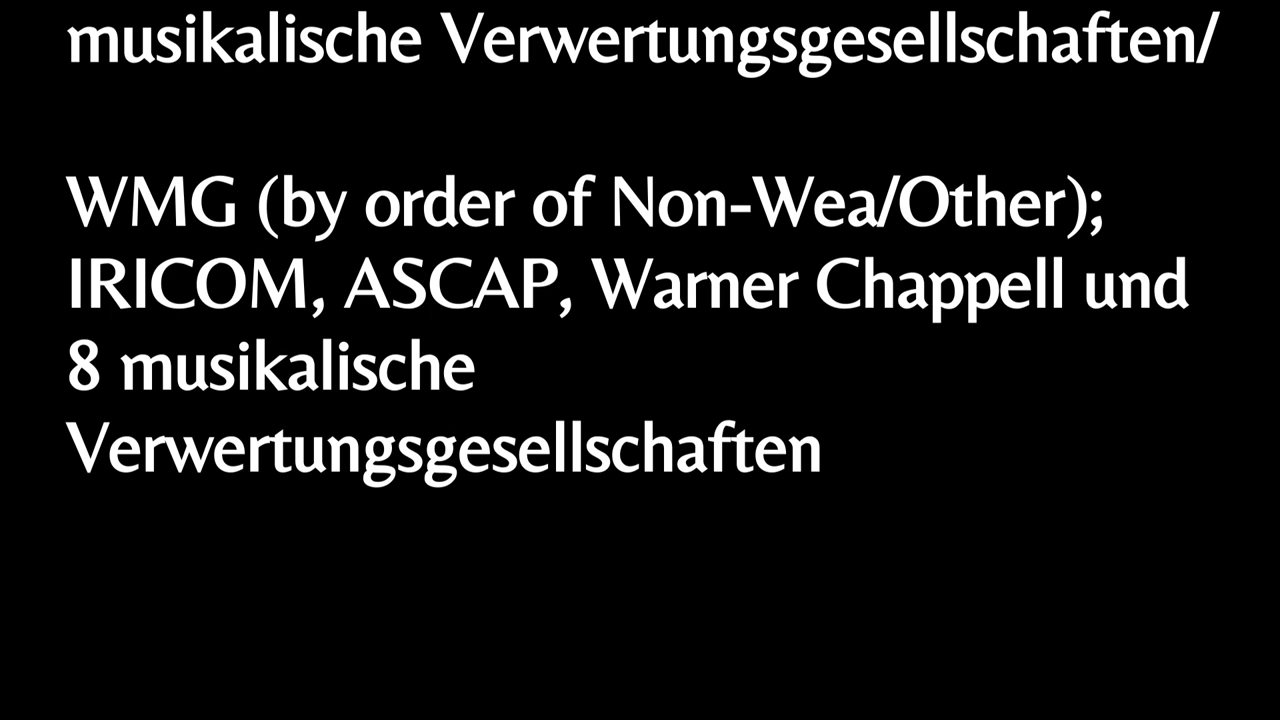 musikalische Verwertungsgesellschaften/
WMG (by order of Non-Wea/Other);
IRICOM, ASCAP, Warner Chappell und
8 musikalische
Verwertungsgesellschaften